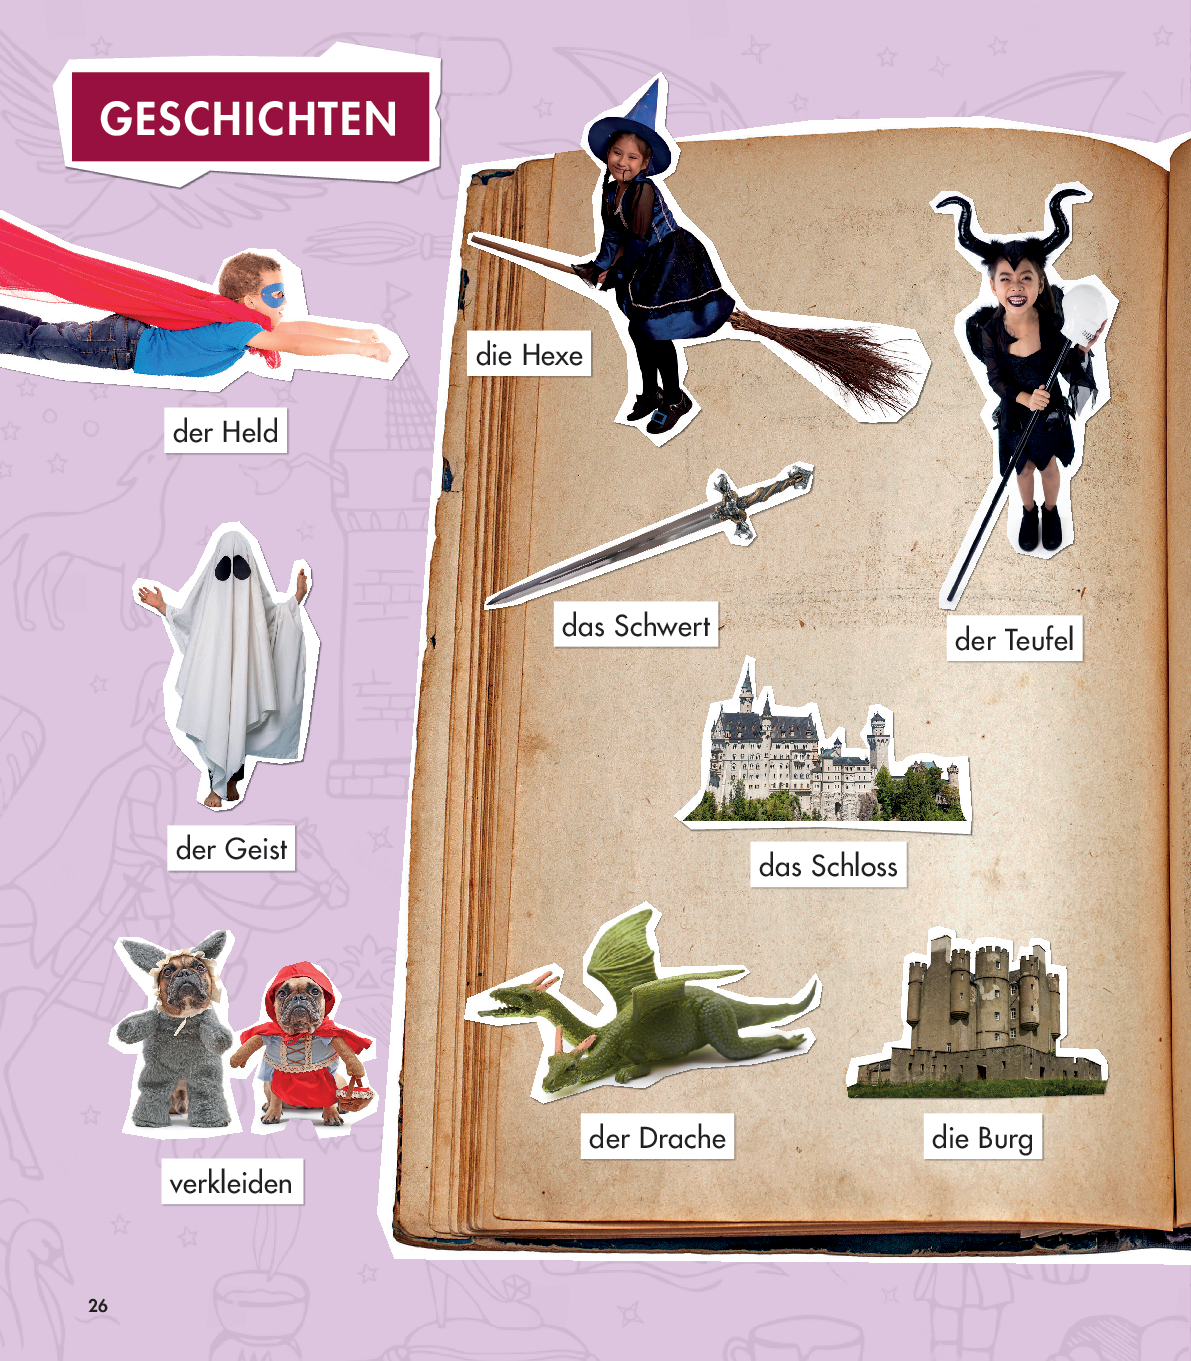 GESCHICHTEN
der Held
die Hexe
das Schwert
der Teufel
der Geist
das Schloss
verkleiden
der Drache
die Burg
26